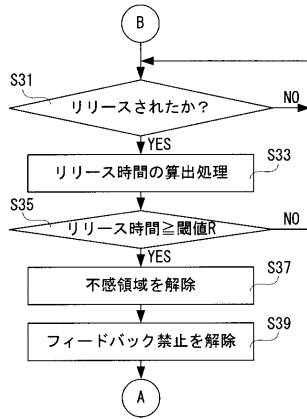 B
S31
リリースされたか？
NO
YES
S33
リリース時間の算出処理
S35
リリース時間≧閾値R
NO
YES
S37
不感領域を解除
S39
フィードバック禁止を解除
A